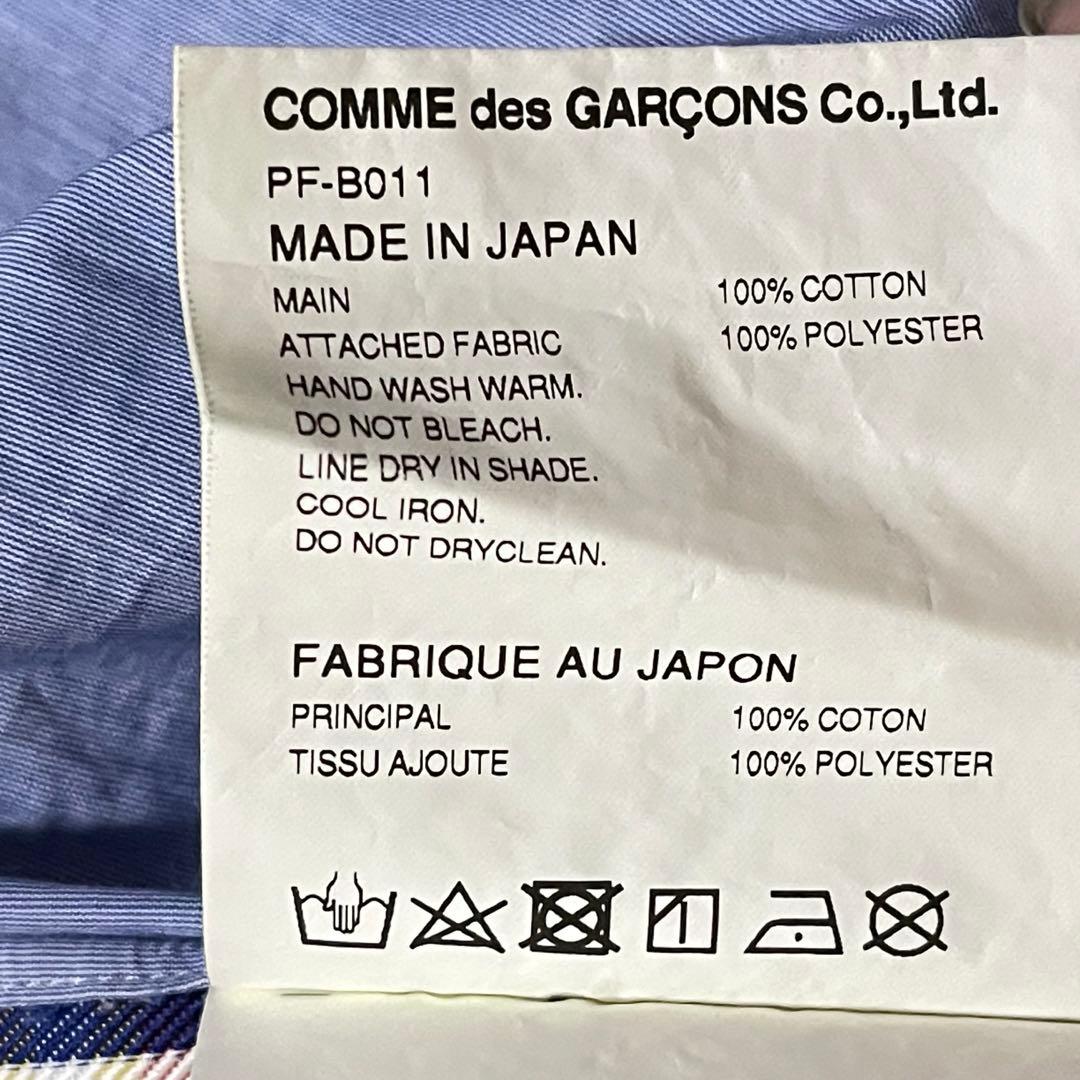 COMME des GARÇONS Co.,Ltd.
PF-B011
MADE IN JAPAN
MAIN 100% COTTON
ATTACHED FABRIC 100% POLYESTER
HAND WASH WARM.
DO NOT BLEACH.
LINE DRY IN SHADE.
COOL IRON.
DO NOT DRYCLEAN.
FABRIQUE AU JAPON
PRINCIPAL 100% COTON
TISSU AJOUTE 100% POLYESTER